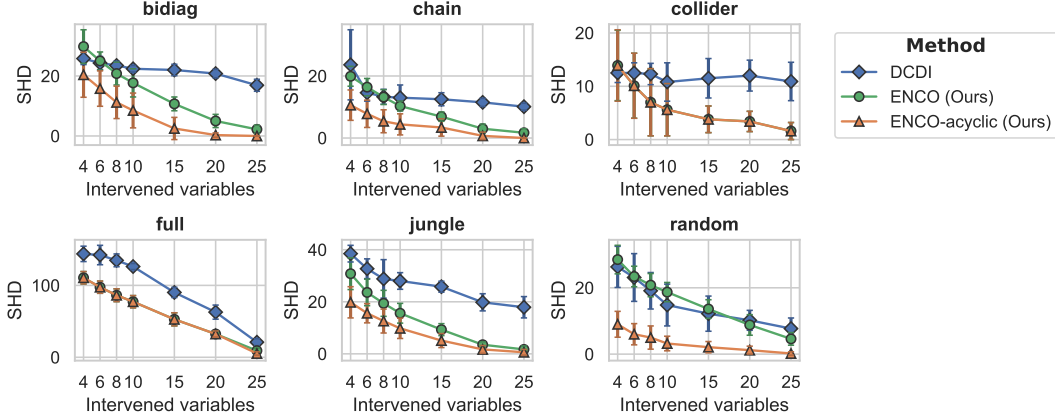 bidiag
chain
collider
SHD
20
0
4 6 8 10 15 20 25
Intervened variables
SHD
20
0
4 6 8 10 15 20 25
Intervened variables
SHD
20
10
0
4 6 8 10 15 20 25
Intervened variables
Method
DCDI
ENCO (Ours)
ENCO-acyclic (Ours)
full
jungle
random
SHD
100
0
4 6 8 10 15 20 25
Intervened variables
SHD
40
20
0
4 6 8 10 15 20 25
Intervened variables
SHD
20
0
4 6 8 10 15 20 25
Intervened variables